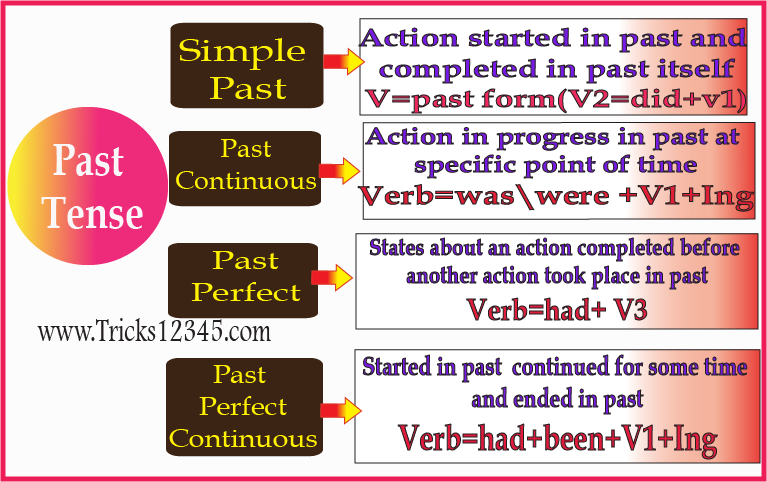 Past
Tense
Simple
Past
Action started in past and
completed in past itself
V=past form(V2=did+v1)
Past
Continuous
Action in progress in past at
specific point of time
Verb=was\were +V1+Ing
Past
Perfect
States about an action completed before
another action took place in past
Verb=had+ V3
www.Tricks12345.com
Past
Perfect
Continuous
Started in past continued for some time
and ended in past
Verb=had+been+V1+Ing